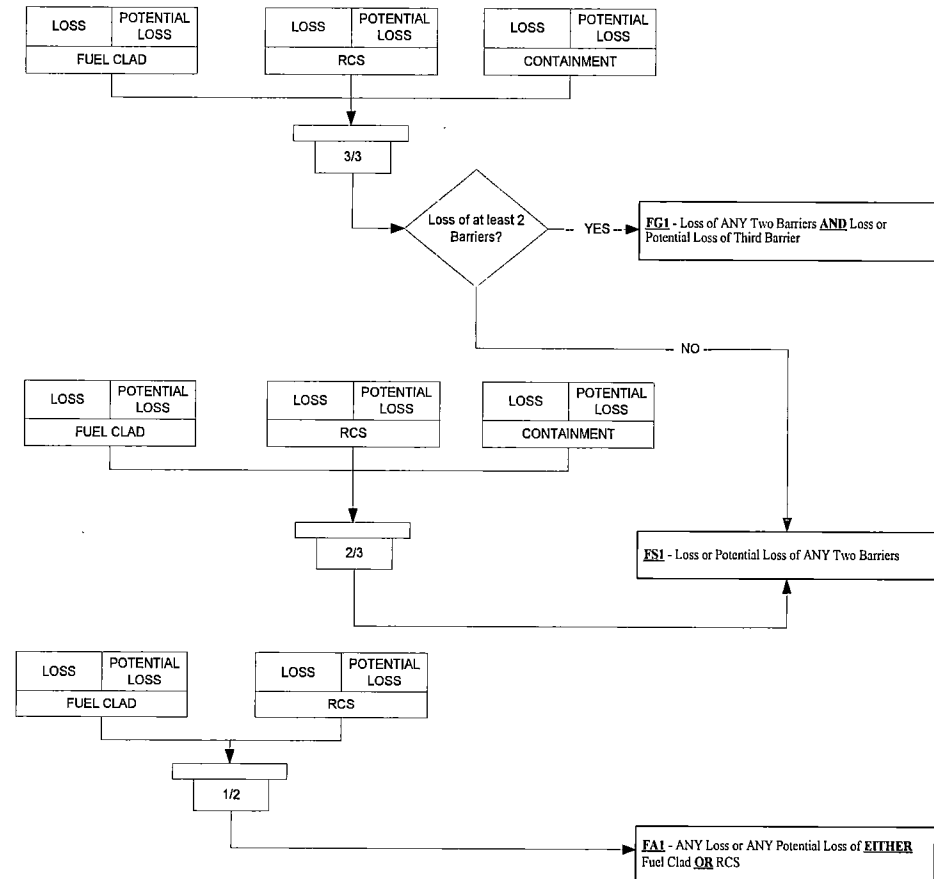 LOSS
POTENTIAL
LOSS
FUEL CLAD
LOSS
POTENTIAL
LOSS
RCS
LOSS
POTENTIAL
LOSS
CONTAINMENT
3/3
Loss of at least 2
Barriers?
YES
FG1 - Loss of ANY Two Barriers AND Loss or
Potential Loss of Third Barrier
NO
LOSS
POTENTIAL
LOSS
FUEL CLAD
LOSS
POTENTIAL
LOSS
RCS
LOSS
POTENTIAL
LOSS
CONTAINMENT
2/3
FS1 - Loss or Potential Loss of ANY Two Barriers
LOSS
POTENTIAL
LOSS
FUEL CLAD
LOSS
POTENTIAL
LOSS
RCS
1/2
FA1 - ANY Loss or ANY Potential Loss of EITHER
Fuel Clad OR RCS